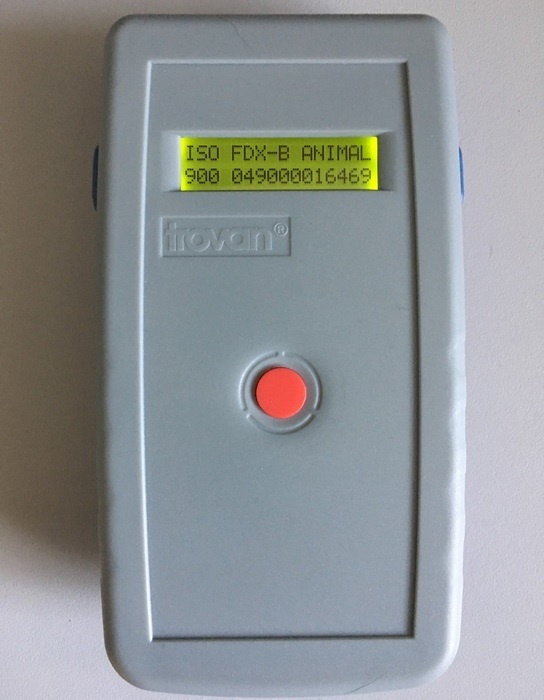 ISO FDX-B ANIMAL
900 049000016469
trovan®